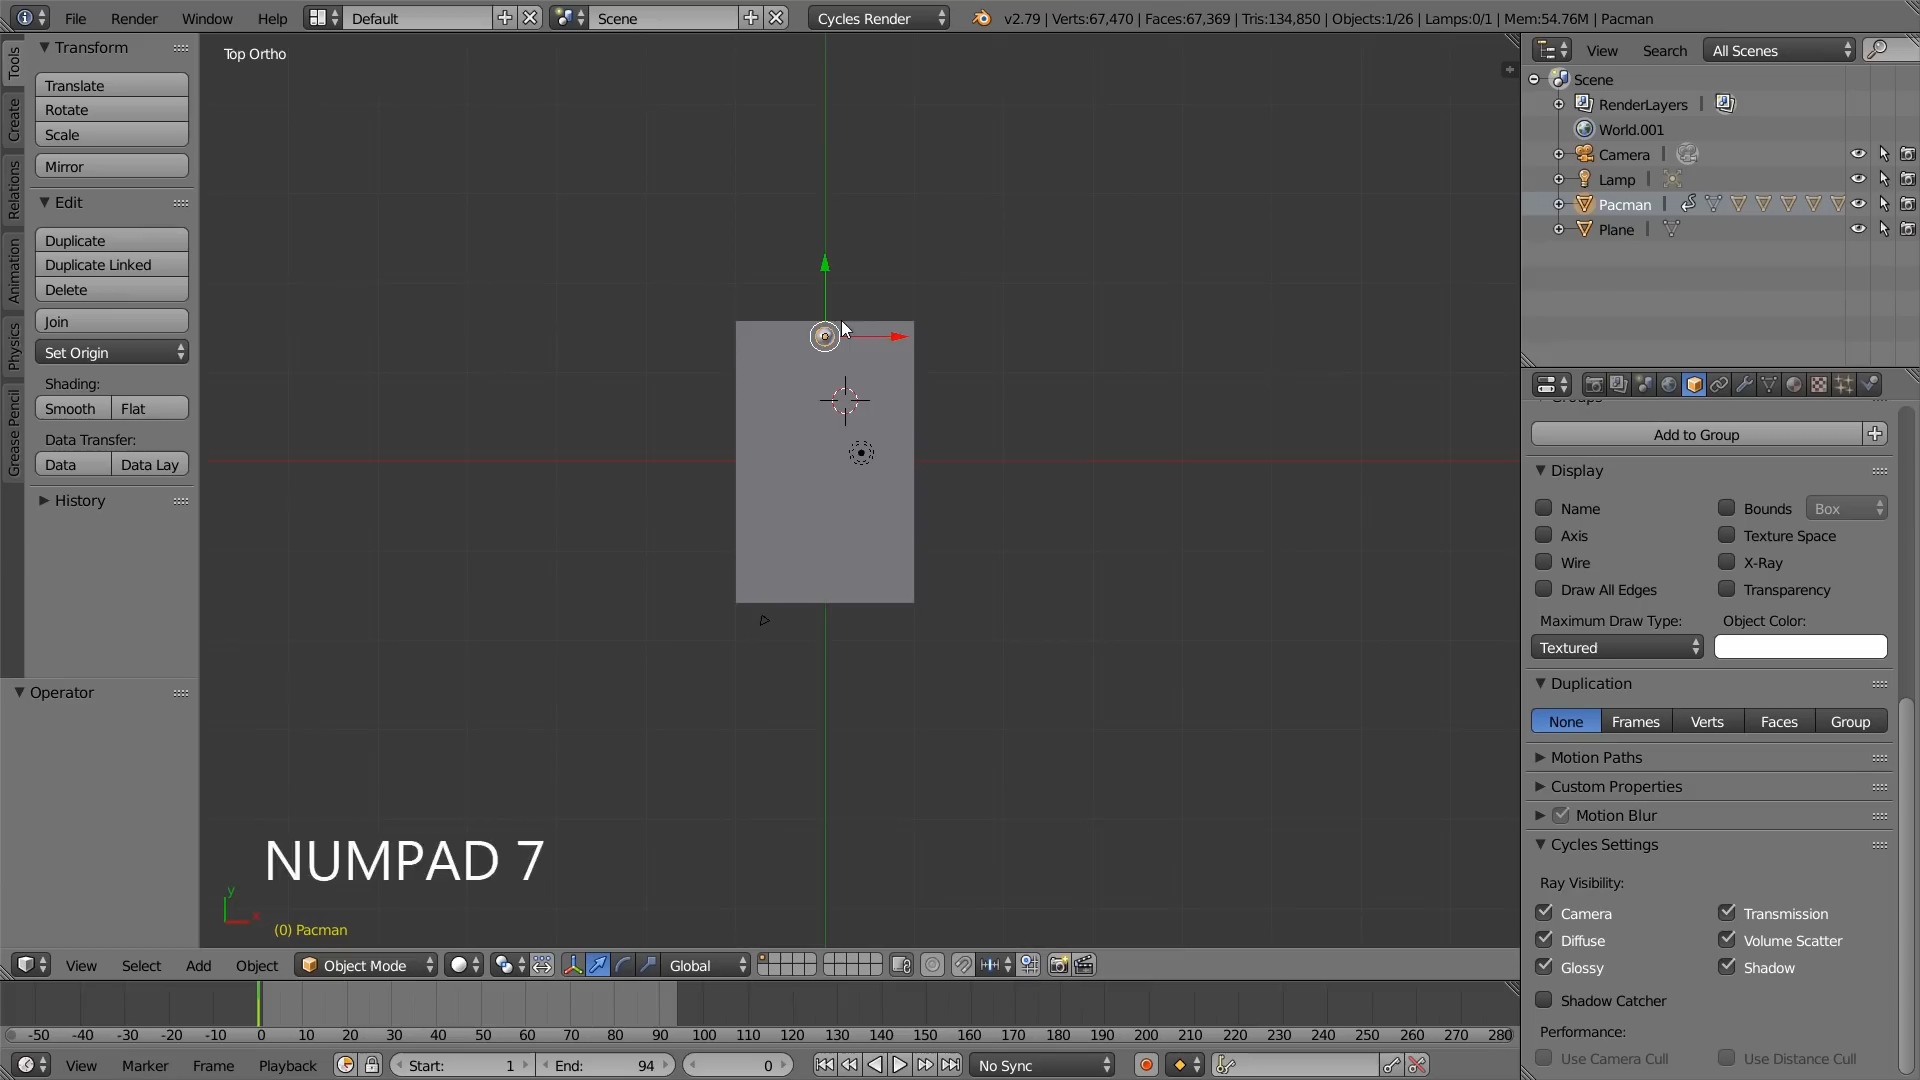 File Render Window Help Default Scene Cycles Render v2.79 | Verts:67,470 | Faces:67,369 | Tris:134,850 | Objects:1/26 | Lamps:0/1 | Mem:54.76M | Pacman
Tools
Create
Relations
Animation
Physics
Grease Pencil
Transform
Translate
Rotate
Scale
Mirror
Edit
Duplicate
Duplicate Linked
Delete
Join
Set Origin
Shading:
Smooth Flat
Data Transfer:
Data Data Lay
History
Operator
Top Ortho
NUMPAD 7
y
x
(0) Pacman
View Search All Scenes
Scene
RenderLayers
World.001
Camera
Lamp
Pacman
Plane
Groups
Add to Group
Display
Name Bounds Box
Axis Texture Space
Wire X-Ray
Draw All Edges Transparency
Maximum Draw Type: Object Color:
Textured
Duplication
None Frames Verts Faces Group
Motion Paths
Custom Properties
Motion Blur
Cycles Settings
Ray Visibility:
Camera Transmission
Diffuse Volume Scatter
Glossy Shadow
Shadow Catcher
Performance:
Use Camera Cull Use Distance Cull
View Select Add Object Object Mode Global
-50 -40 -30 -20 -10 0 10 20 30 40 50 60 70 80 90 100 110 120 130 140 150 160 170 180 190 200 210 220 230 240 250 260 270 280
View Marker Frame Playback Start: 1 End: 94 0 No Sync